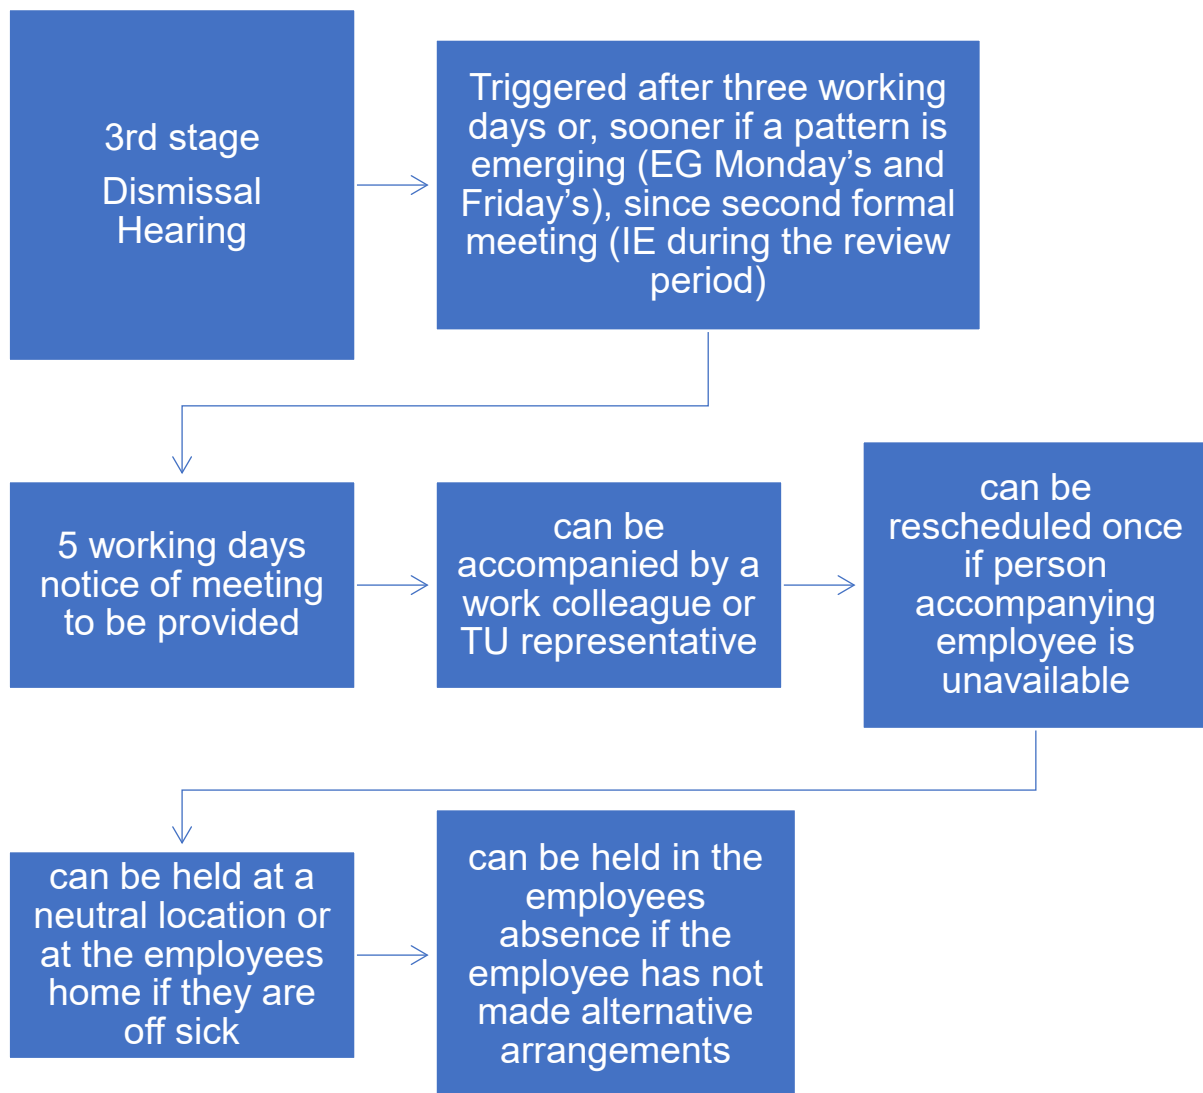 3rd stage
Dismissal
Hearing
Triggered after three working
days or, sooner if a pattern is
emerging (EG Monday’s and
Friday’s), since second formal
meeting (IE during the review
period)
5 working days
notice of meeting
to be provided
can be
accompanied by a
work colleague or
TU representative
can be
rescheduled once
if person
accompanying
employee is
unavailable
can be held at a
neutral location or
at the employees
home if they are
off sick
can be held in the
employees
absence if the
employee has not
made alternative
arrangements